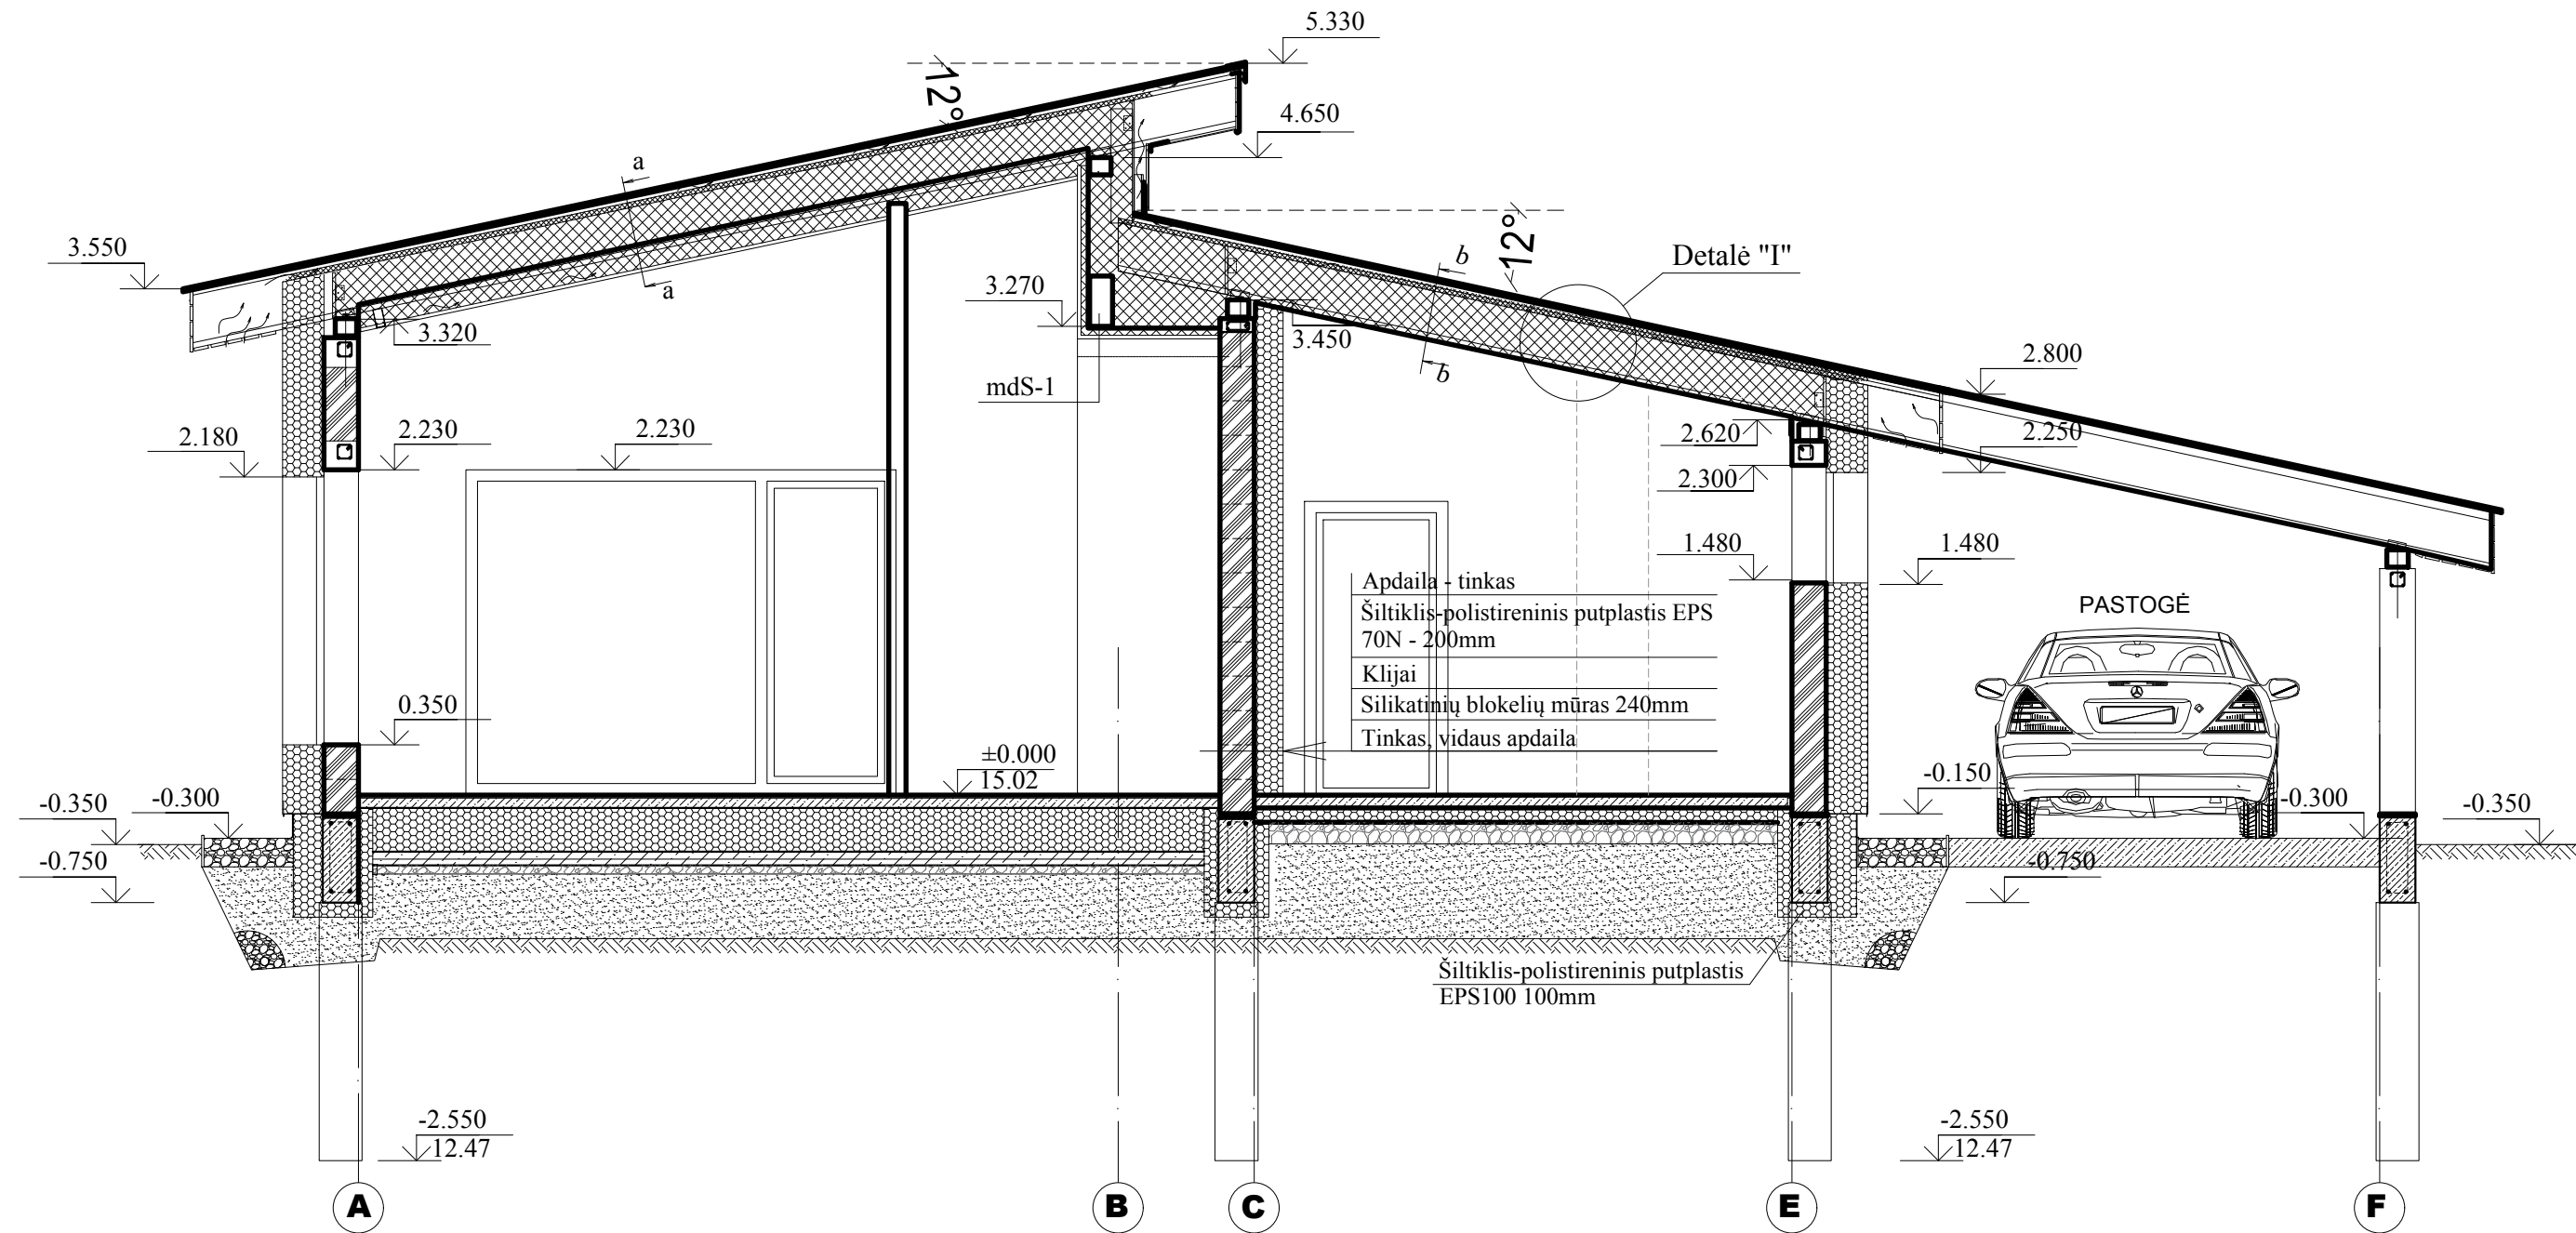 5.330
12°
4.650
a
3.550
a
12°
b
Detalė "I"
3.270
3.320
3.450
b
mdS-1
2.800
2.180
2.230
2.230
2.620
2.250
2.300
1.480
1.480
Apdaila - tinkas
Šiltiklis-polistireninis putplastis EPS
70N - 200mm
Klijai
Silikatinių blokelių mūras 240mm
Tinkas, vidaus apdaila
PASTOGĖ
0.350
±0.000
15.02
-0.350
-0.300
-0.150
-0.300
-0.350
-0.750
-0.750
Šiltiklis-polistireninis putplastis
EPS100 100mm
-2.550
12.47
-2.550
12.47
A
B
C
E
F